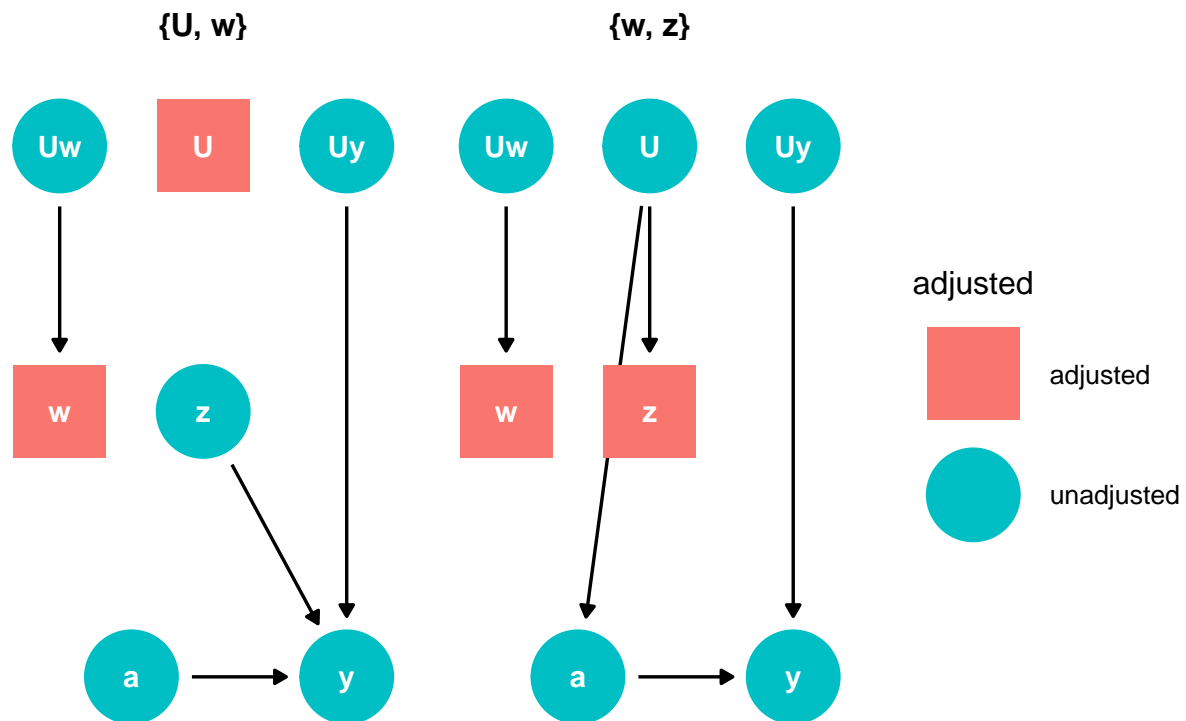 {U, w}
{w, z}
Uw U Uy
Uw U Uy
w z
w z
a y
a y
adjusted
adjusted
unadjusted